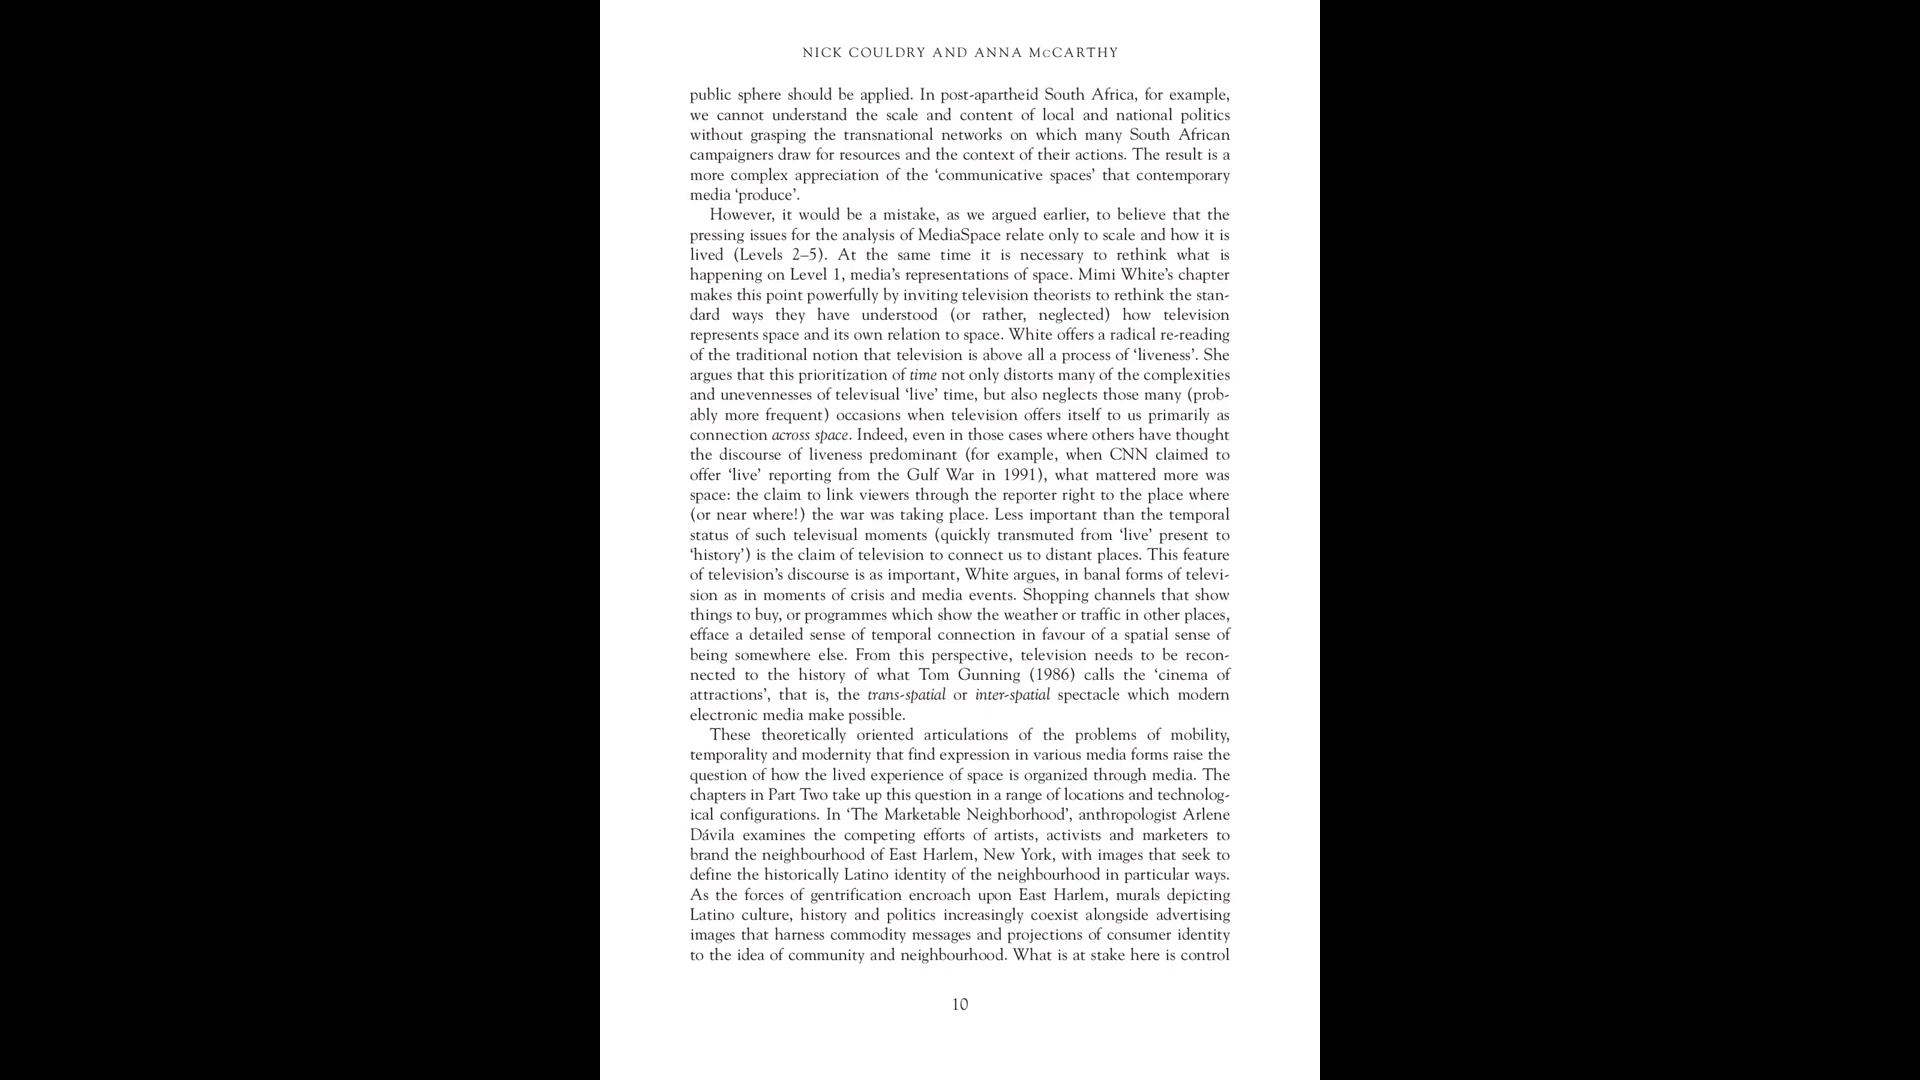 NICK COULDRY AND ANNA McCARTHY
public sphere should be applied. In post-apartheid South Africa, for example,
we cannot understand the scale and content of local and national politics
without grasping the transnational networks on which many South African
campaigners draw for resources and the context of their actions. The result is a
more complex appreciation of the ‘communicative spaces’ that contemporary
media ‘produce’.
However, it would be a mistake, as we argued earlier, to believe that the
pressing issues for the analysis of MediaSpace relate only to scale and how it is
lived (Levels 2–5). At the same time it is necessary to rethink what is
happening on Level 1, media’s representations of space. Mimi White’s chapter
makes this point powerfully by inviting television theorists to rethink the stan-
dard ways they have understood (or rather, neglected) how television
represents space and its own relation to space. White offers a radical re-reading
of the traditional notion that television is above all a process of ‘liveness’. She
argues that this prioritization of time not only distorts many of the complexities
and unevennesses of televisual ‘live’ time, but also neglects those many (prob-
ably more frequent) occasions when television offers itself to us primarily as
connection across space. Indeed, even in those cases where others have thought
the discourse of liveness predominant (for example, when CNN claimed to
offer ‘live’ reporting from the Gulf War in 1991), what mattered more was
space: the claim to link viewers through the reporter right to the place where
(or near where!) the war was taking place. Less important than the temporal
status of such televisual moments (quickly transmuted from ‘live’ present to
‘history’) is the claim of television to connect us to distant places. This feature
of television’s discourse is as important, White argues, in banal forms of televi-
sion as in moments of crisis and media events. Shopping channels that show
things to buy, or programmes which show the weather or traffic in other places,
efface a detailed sense of temporal connection in favour of a spatial sense of
being somewhere else. From this perspective, television needs to be recon-
nected to the history of what Tom Gunning (1986) calls the ‘cinema of
attractions’, that is, the trans-spatial or inter-spatial spectacle which modern
electronic media make possible.
These theoretically oriented articulations of the problems of mobility,
temporality and modernity that find expression in various media forms raise the
question of how the lived experience of space is organized through media. The
chapters in Part Two take up this question in a range of locations and technolog-
ical configurations. In ‘The Marketable Neighborhood’, anthropologist Arlene
Dávila examines the competing efforts of artists, activists and marketers to
brand the neighbourhood of East Harlem, New York, with images that seek to
define the historically Latino identity of the neighbourhood in particular ways.
As the forces of gentrification encroach upon East Harlem, murals depicting
Latino culture, history and politics increasingly coexist alongside advertising
images that harness commodity messages and projections of consumer identity
to the idea of community and neighbourhood. What is at stake here is control
10